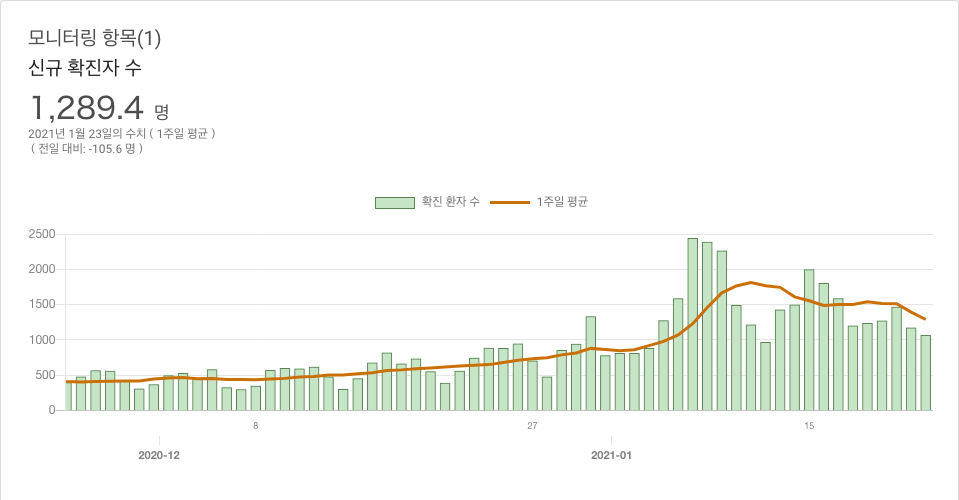 모니터링 항목(1)
신규 확진자 수
1,289.4 명
2021년 1월 23일의 수치 ( 1주일 평균 )
( 전일 대비: -105.6 명 )
확진 환자 수 1주일 평균
2500
2000
1500
1000
500
0
8 27 15
2020-12 2021-01